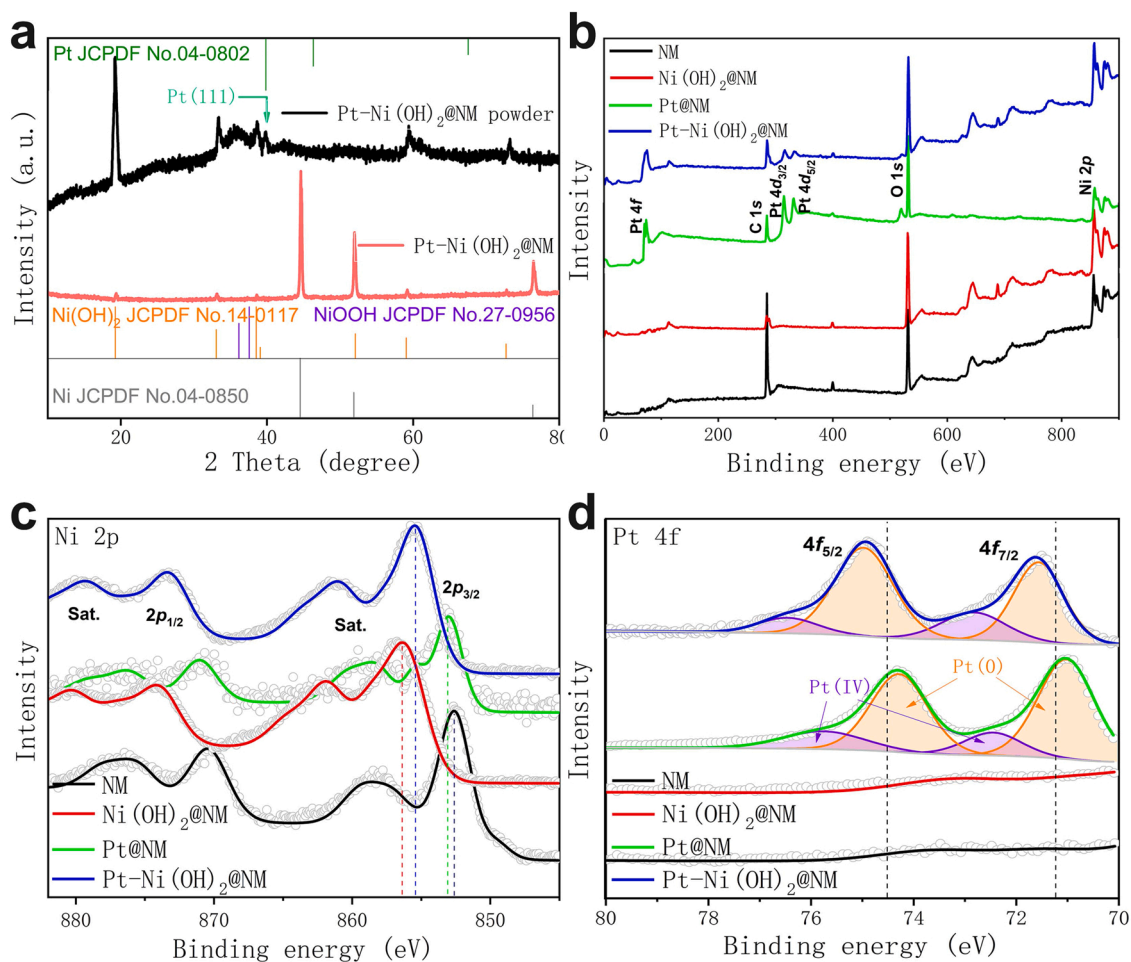 a
Pt JCPDF No.04-0802
Pt(111)
Pt-Ni(OH)2@NM powder
Pt-Ni(OH)2@NM
Ni(OH)2 JCPDF No.14-0117
NiOOH JCPDF No.27-0956
Ni JCPDF No.04-0850
Intensity (a.u.)
20 40 60 80
2 Theta (degree)
b
NM
Ni(OH)2@NM
Pt@NM
Pt-Ni(OH)2@NM
Pt 4f
C 1s
Pt 4d3/2
Pt 4d5/2
O 1s
Ni 2p
Intensity
0 200 400 600 800
Binding energy (eV)
c
Ni 2p
Sat.
2p1/2
Sat.
2p3/2
NM
Ni(OH)2@NM
Pt@NM
Pt-Ni(OH)2@NM
Intensity
880 870 860 850
Binding energy (eV)
d
Pt 4f
4f5/2
4f7/2
Pt(IV)
Pt(0)
NM
Ni(OH)2@NM
Pt@NM
Pt-Ni(OH)2@NM
Intensity
80 78 76 74 72 70
Binding energy (eV)